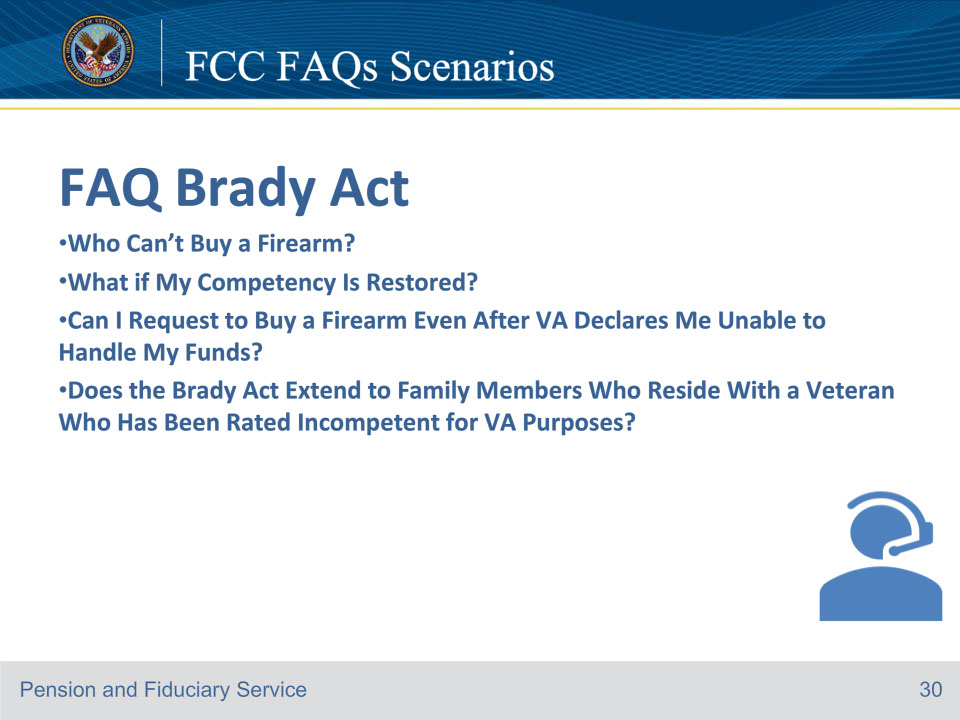 FCC FAQs Scenarios
FAQ Brady Act
•Who Can’t Buy a Firearm?
•What if My Competency Is Restored?
•Can I Request to Buy a Firearm Even After VA Declares Me Unable to
Handle My Funds?
•Does the Brady Act Extend to Family Members Who Reside With a Veteran
Who Has Been Rated Incompetent for VA Purposes?
Pension and Fiduciary Service
30